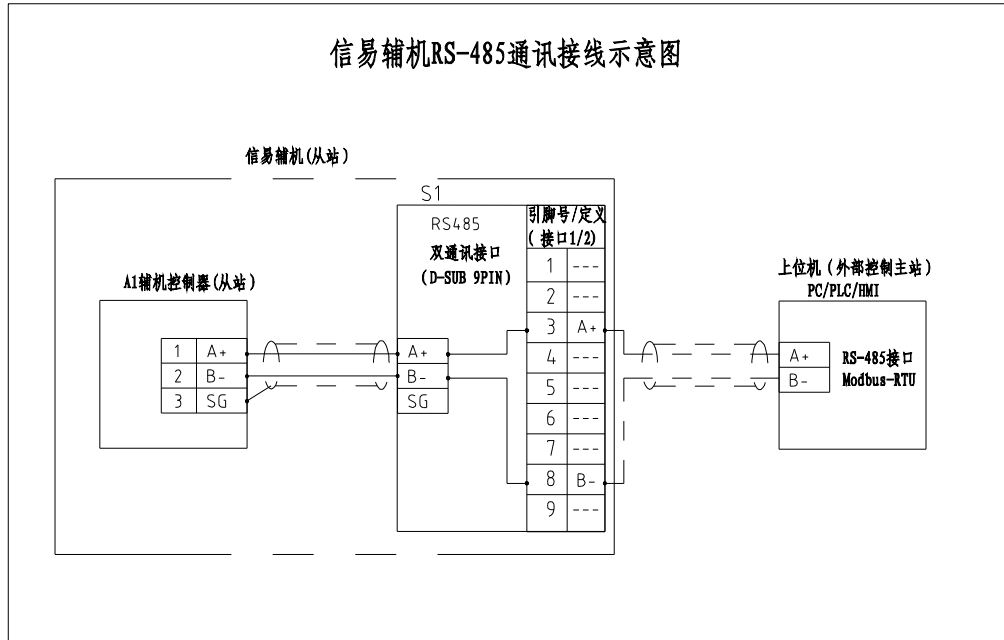 信易辅机RS-485通讯接线示意图
信易辅机(从站)
S1
RS485
双通讯接口
(D-SUB 9PIN)
引脚号/定义
( 接口1/2)
1 ---
2 ---
3 A+
4 ---
5 ---
6 ---
7 ---
8 B-
9 ---
A1辅机控制器(从站)
1 A+
2 B-
3 SG
A+
B-
SG
上位机 (外部控制主站)
PC/PLC/HMI
A+
B-
RS-485接口
Modbus-RTU